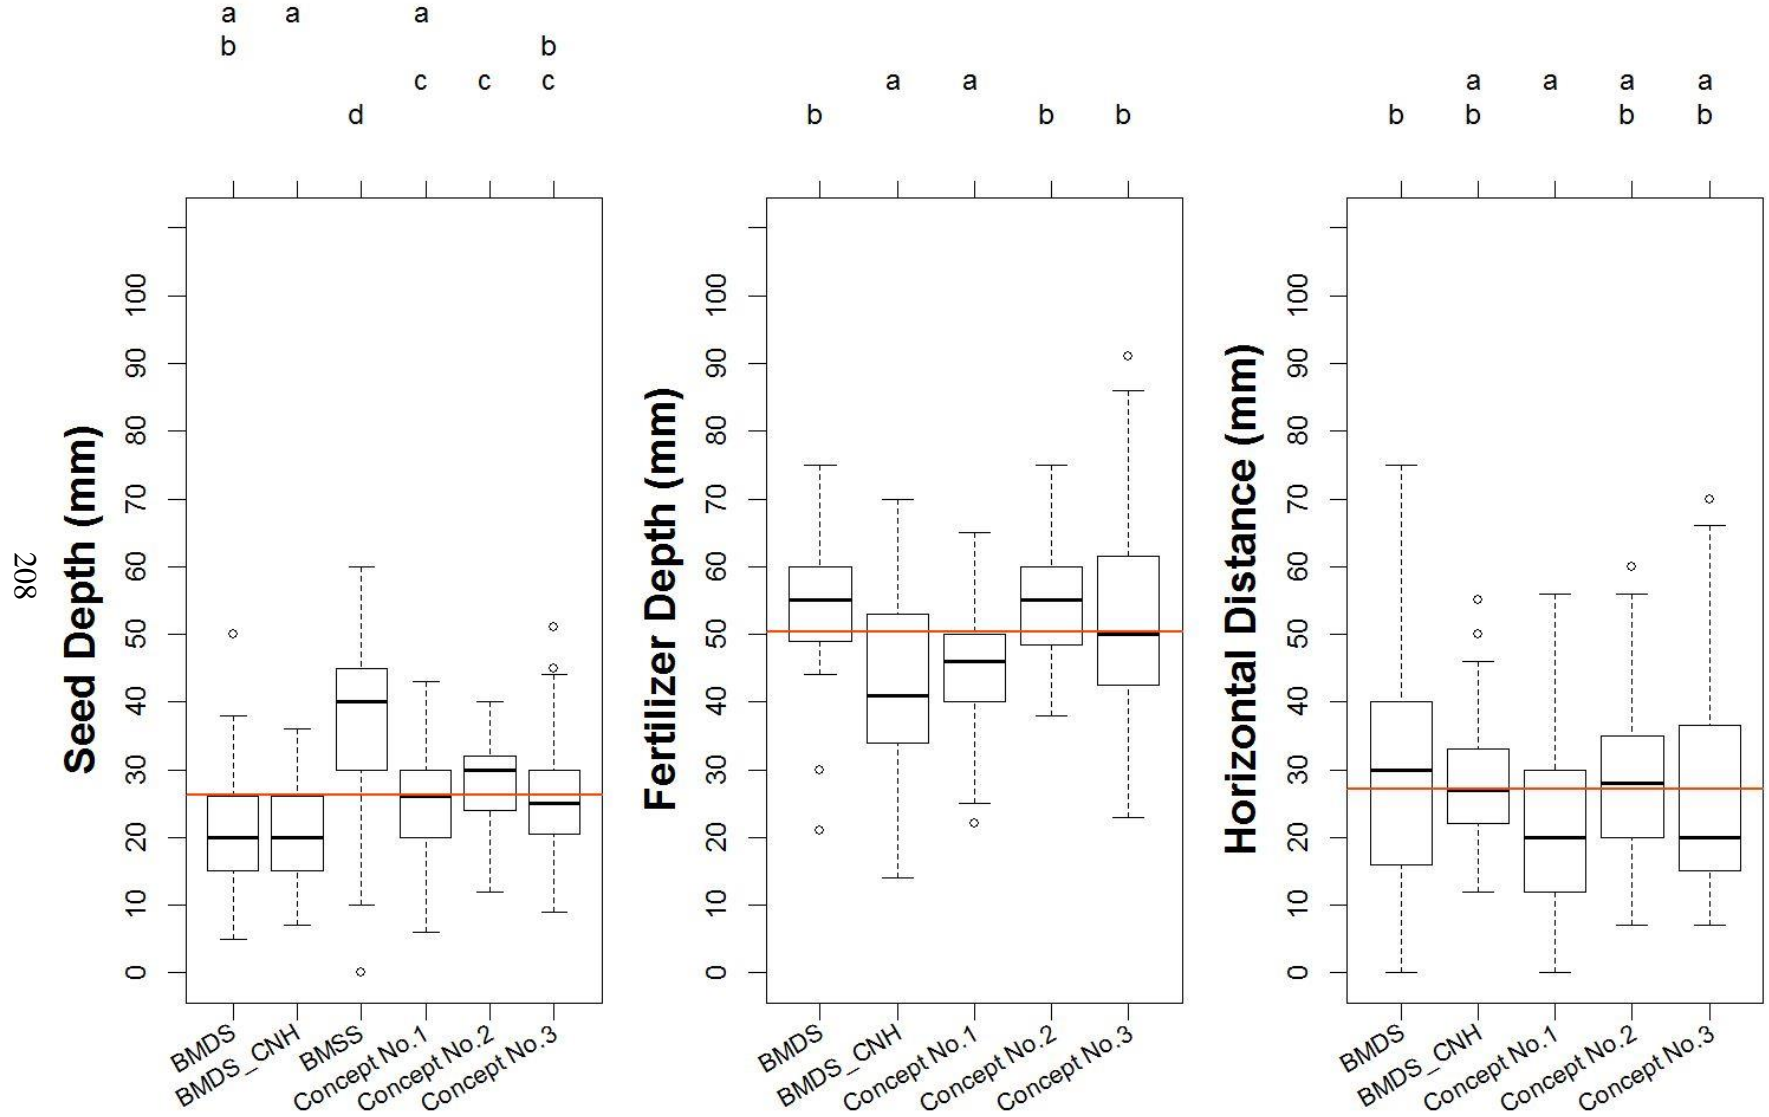 a a a
b b
c c c
d
a a
b b b
a a a a
b b b b
208
Seed Depth (mm)
0 10 20 30 40 50 60 70 80 90 100
BMDS BMDS_CNH BMSS Concept No.1 Concept No.2 Concept No.3
Fertilizer Depth (mm)
0 10 20 30 40 50 60 70 80 90 100
BMDS BMDS_CNH Concept No.1 Concept No.2 Concept No.3
Horizontal Distance (mm)
0 10 20 30 40 50 60 70 80 90 100
BMDS BMDS_CNH Concept No.1 Concept No.2 Concept No.3